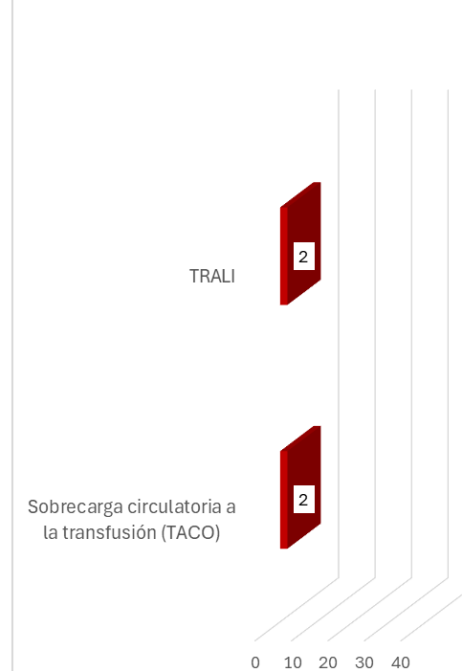 2
TRALI
2
Sobrecarga circulatoria a
la transfusión (TACO)
0 10 20 30 40